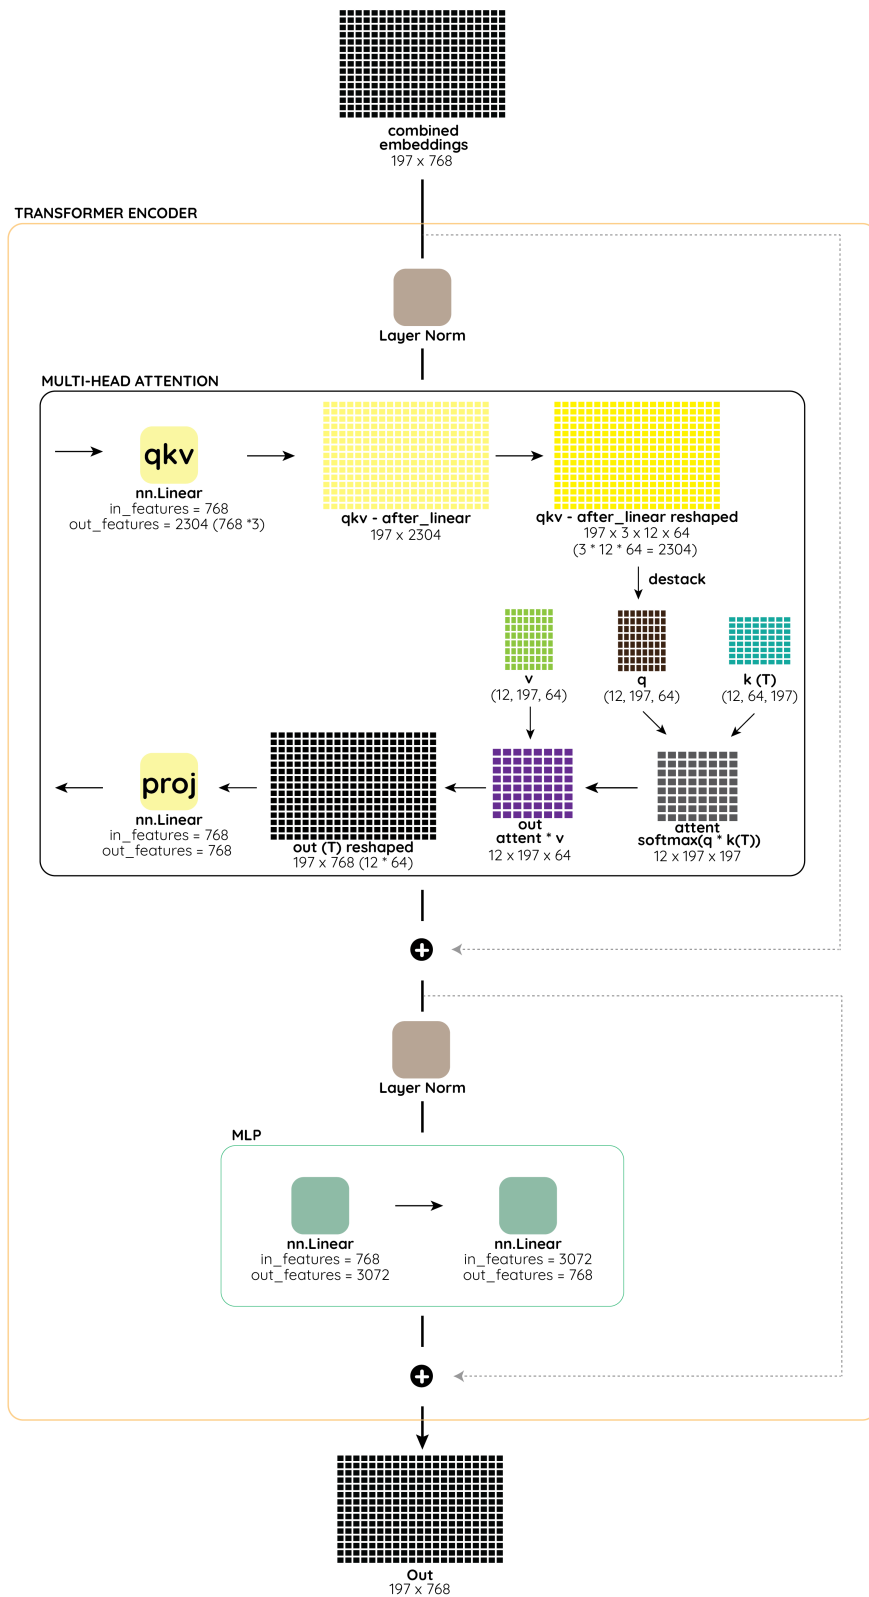 combined
embeddings
197 x 768
TRANSFORMER ENCODER
Layer Norm
MULTI-HEAD ATTENTION
qkv
nn.Linear
in_features = 768
out_features = 2304 (768 *3)
qkv - after_linear
197 x 2304
qkv - after_linear reshaped
197 x 3 x 12 x 64
(3 * 12 * 64 = 2304)
destack
v
(12, 197, 64)
q
(12, 197, 64)
k (T)
(12, 64, 197)
proj
nn.Linear
in_features = 768
out_features = 768
out (T) reshaped
197 x 768 (12 * 64)
out
attent * v
12 x 197 x 64
attent
softmax(q * k(T))
12 x 197 x 197
Layer Norm
MLP
nn.Linear
in_features = 768
out_features = 3072
nn.Linear
in_features = 3072
out_features = 768
Out
197 x 768